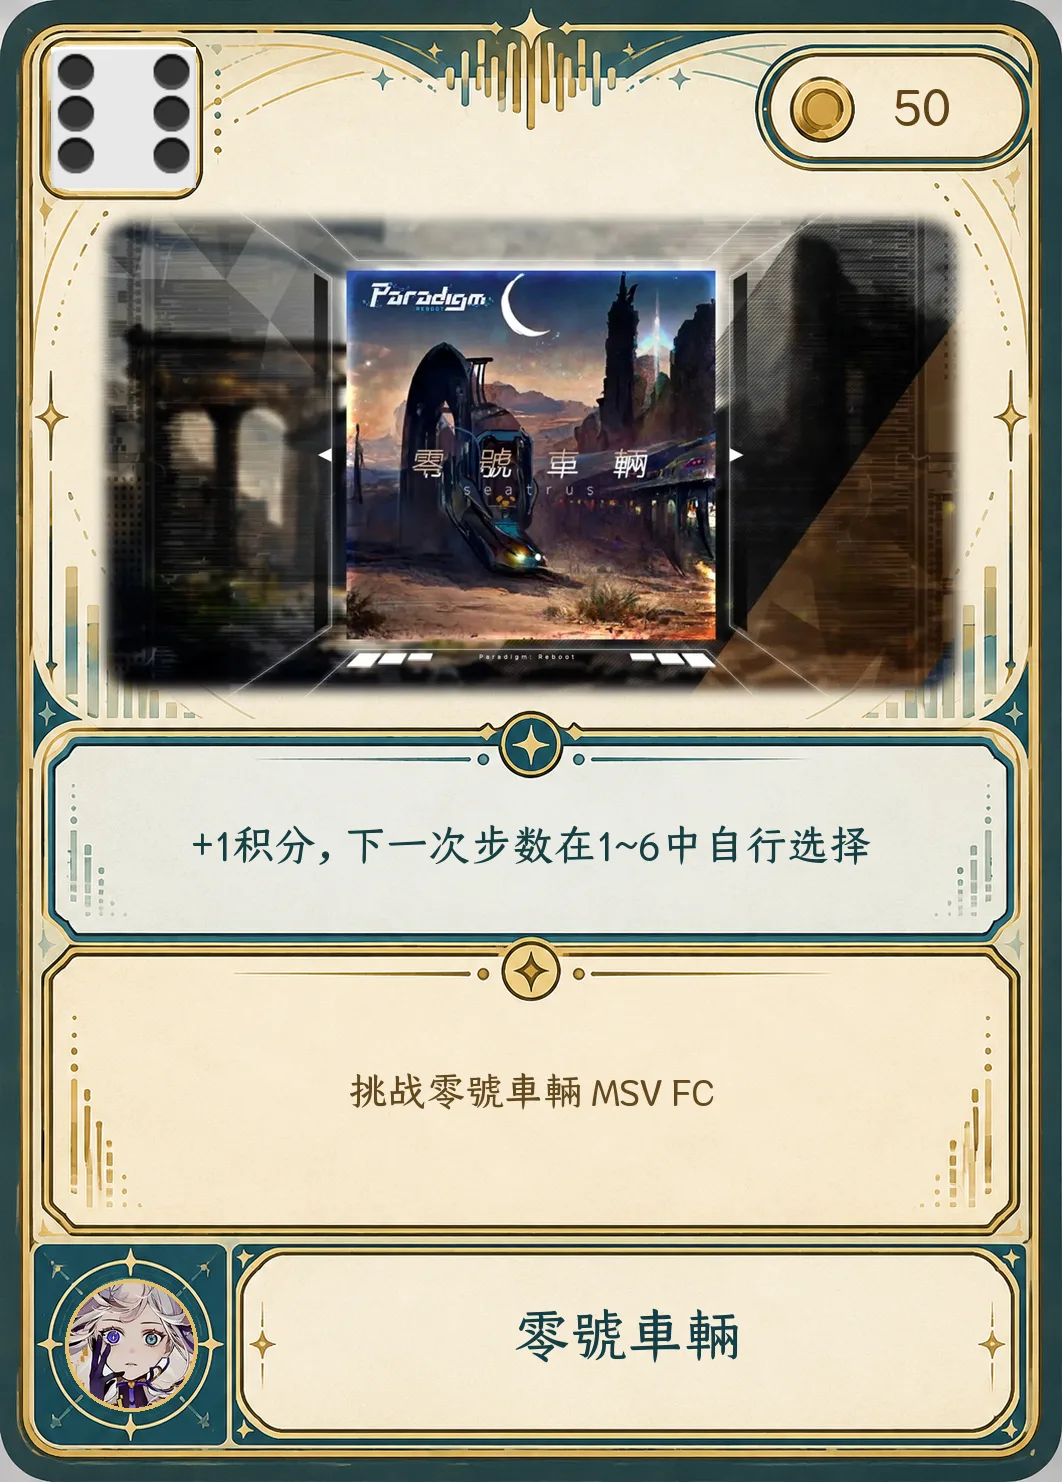 50
Paradigm
REBOOT
零號車輛
seatrus
Paradigm: Reboot
+1积分，下一次步数在1~6中自行选择
挑战零號車輛 MSV FC
零號車輛